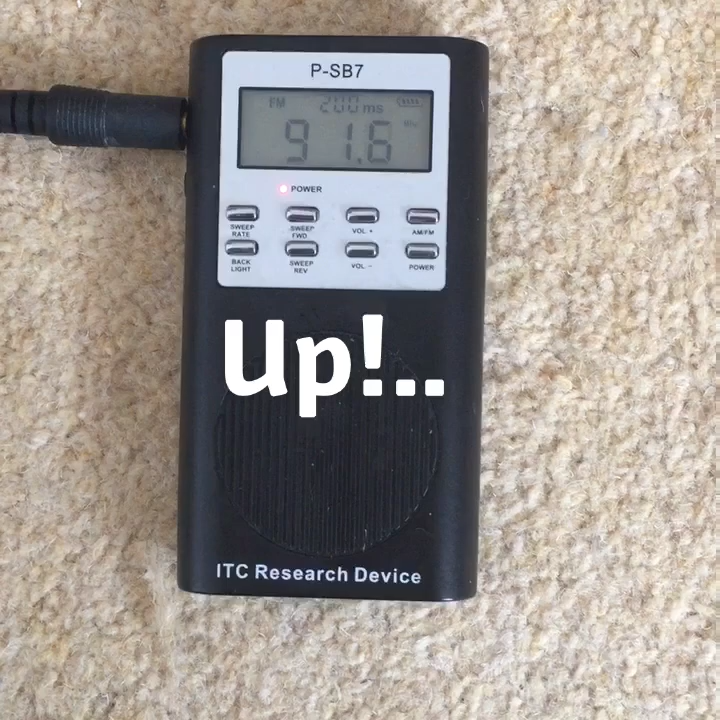 P-SB7
FM 200 ms
91.6
POWER
SWEEP RATE
SWEEP FWD
VOL. +
AM/FM
BACK LIGHT
SWEEP REV
VOL -
POWER
Up!..
ITC Research Device